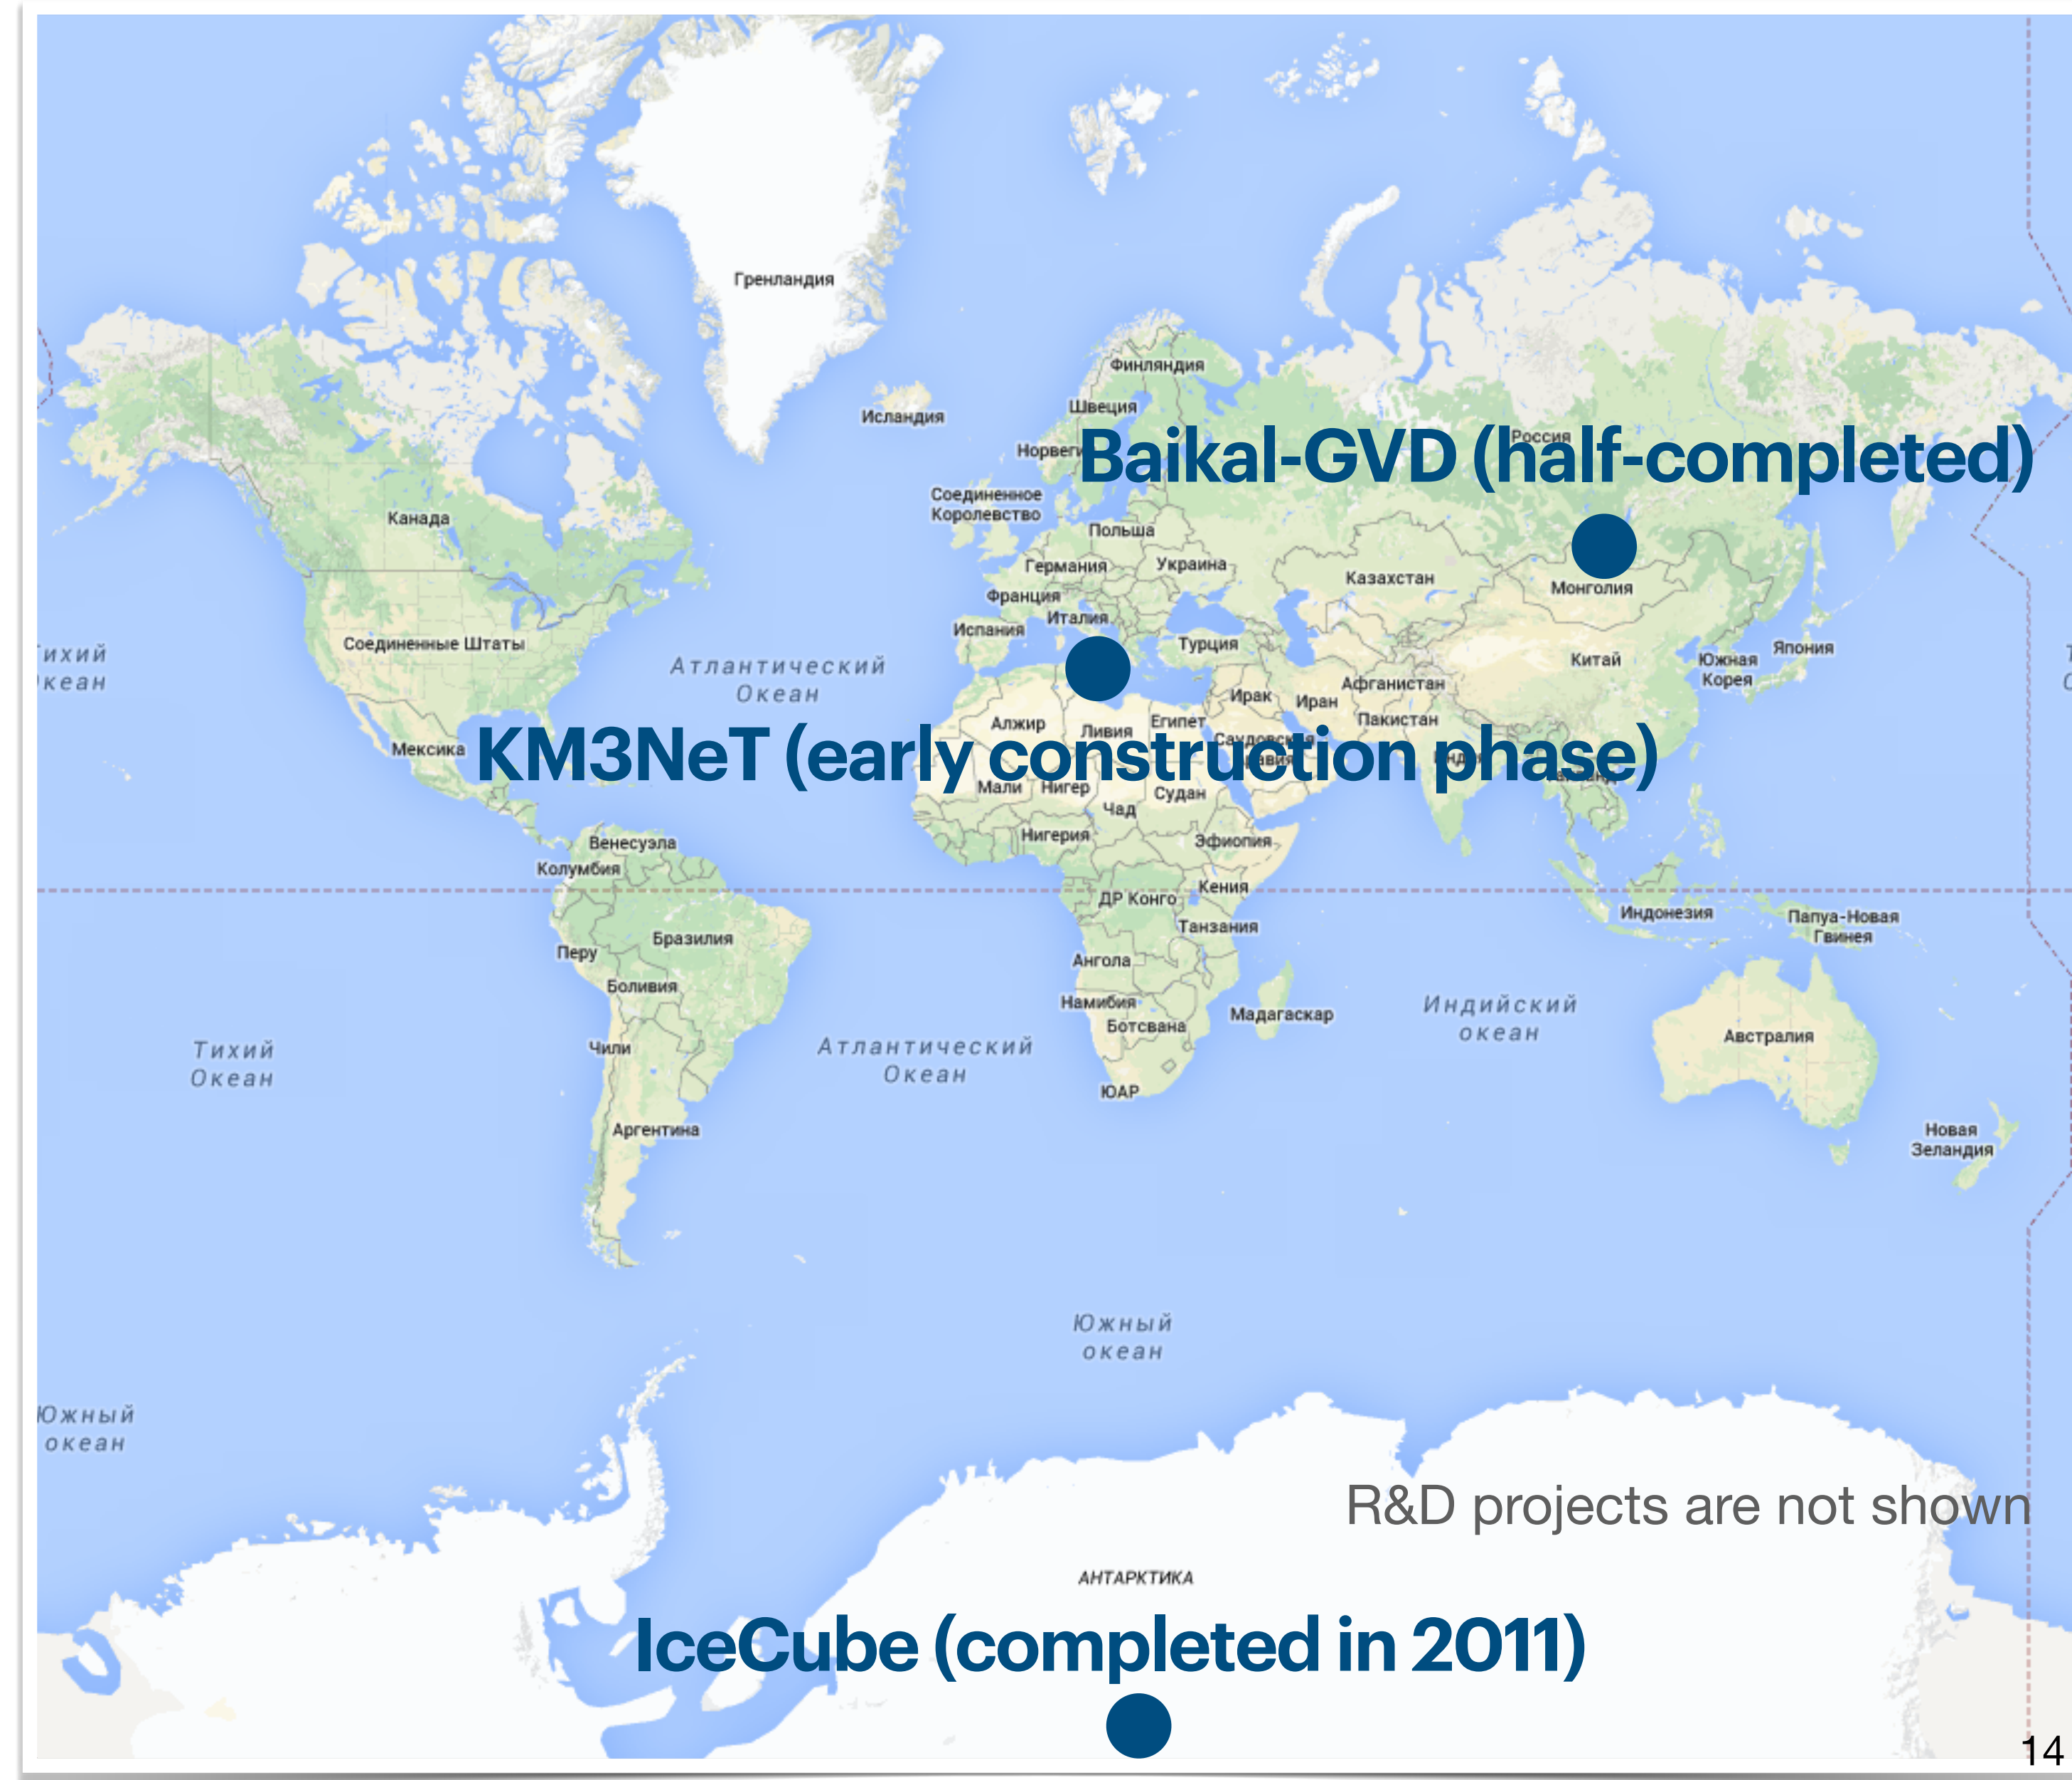 Гренландия
Финляндия
Исландия
Швеция
Россия
Baikal-GVD (half-completed)
Соединенное
Королевство
Канада
Польша
Германия
Украина
Казахстан
Монголия
Франция
Италия
Испания
Соединенные Штаты
Турция
Япония
Китай
Южная
Корея
Атлантический
Океан
Афганистан
Ирак
Иран
Пакистан
Алжир
Ливия
Египет
Мексика
KM3NeT (early construction phase)
Мали
Нигер
Судан
Чад
Нигерия
Эфиопия
Венесуэла
Колумбия
Кения
ДР Конго
Танзания
Индонезия
Папуа-Новая
Гвинея
Бразилия
Перу
Ангола
Боливия
Намибия
Ботсвана
Мадагаскар
Индийский
океан
Австралия
Чили
Тихий
Океан
Атлантический
Океан
ЮАР
Аргентина
Новая
Зеландия
Южный
океан
Южный
океан
R&D projects are not shown
АНТАРКТИКА
IceCube (completed in 2011)
14